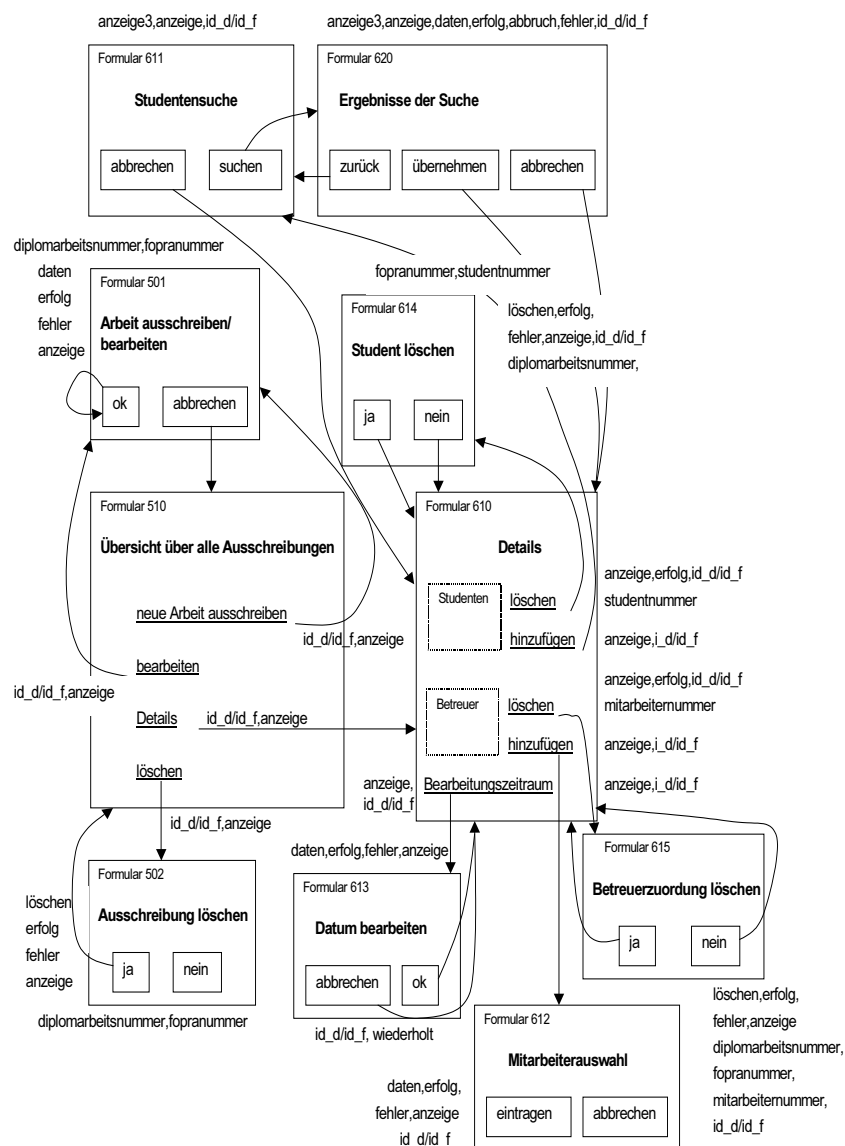 anzeige3,anzeige,id_d/id_f
anzeige3,anzeige,daten,erfolg,abbruch,fehler,id_d/id_f
Formular 611
Studentensuche
abbrechen
suchen
Formular 620
Ergebnisse der Suche
zurück
übernehmen
abbrechen
diplomarbeitsnummer,fopranummer
daten
erfolg
fehler
anzeige
Formular 501
Arbeit ausschreiben/
bearbeiten
ok
abbrechen
fopranummer,studentnummer
löschen,erfolg,
fehler,anzeige,id_d/id_f
diplomarbeitsnummer,
Formular 614
Student löschen
ja
nein
Formular 510
Übersicht über alle Ausschreibungen
neue Arbeit ausschreiben
id_d/id_f,anzeige
bearbeiten
id_d/id_f,anzeige
Details
id_d/id_f,anzeige
löschen
id_d/id_f,anzeige
Formular 610
Details
Studenten
löschen
hinzufügen
Betreuer
löschen
hinzufügen
Bearbeitungszeitraum
anzeige,
id_d/id_f
anzeige,erfolg,id_d/id_f
studentnummer
anzeige,i_d/id_f
anzeige,erfolg,id_d/id_f
mitarbeiternummer
anzeige,i_d/id_f
anzeige,i_d/id_f
löschen
erfolg
fehler
anzeige
Formular 502
Ausschreibung löschen
ja
nein
diplomarbeitsnummer,fopranummer
daten,erfolg,fehler,anzeige
Formular 613
Datum bearbeiten
abbrechen
ok
id_d/id_f, wiederholt
Formular 615
Betreuerzuordung löschen
ja
nein
löschen,erfolg,
fehler,anzeige
diplomarbeitsnummer,
fopranummer,
mitarbeiternummer,
id_d/id_f
Formular 612
Mitarbeiterauswahl
eintragen
abbrechen
daten,erfolg,
fehler,anzeige
id_d/id_f